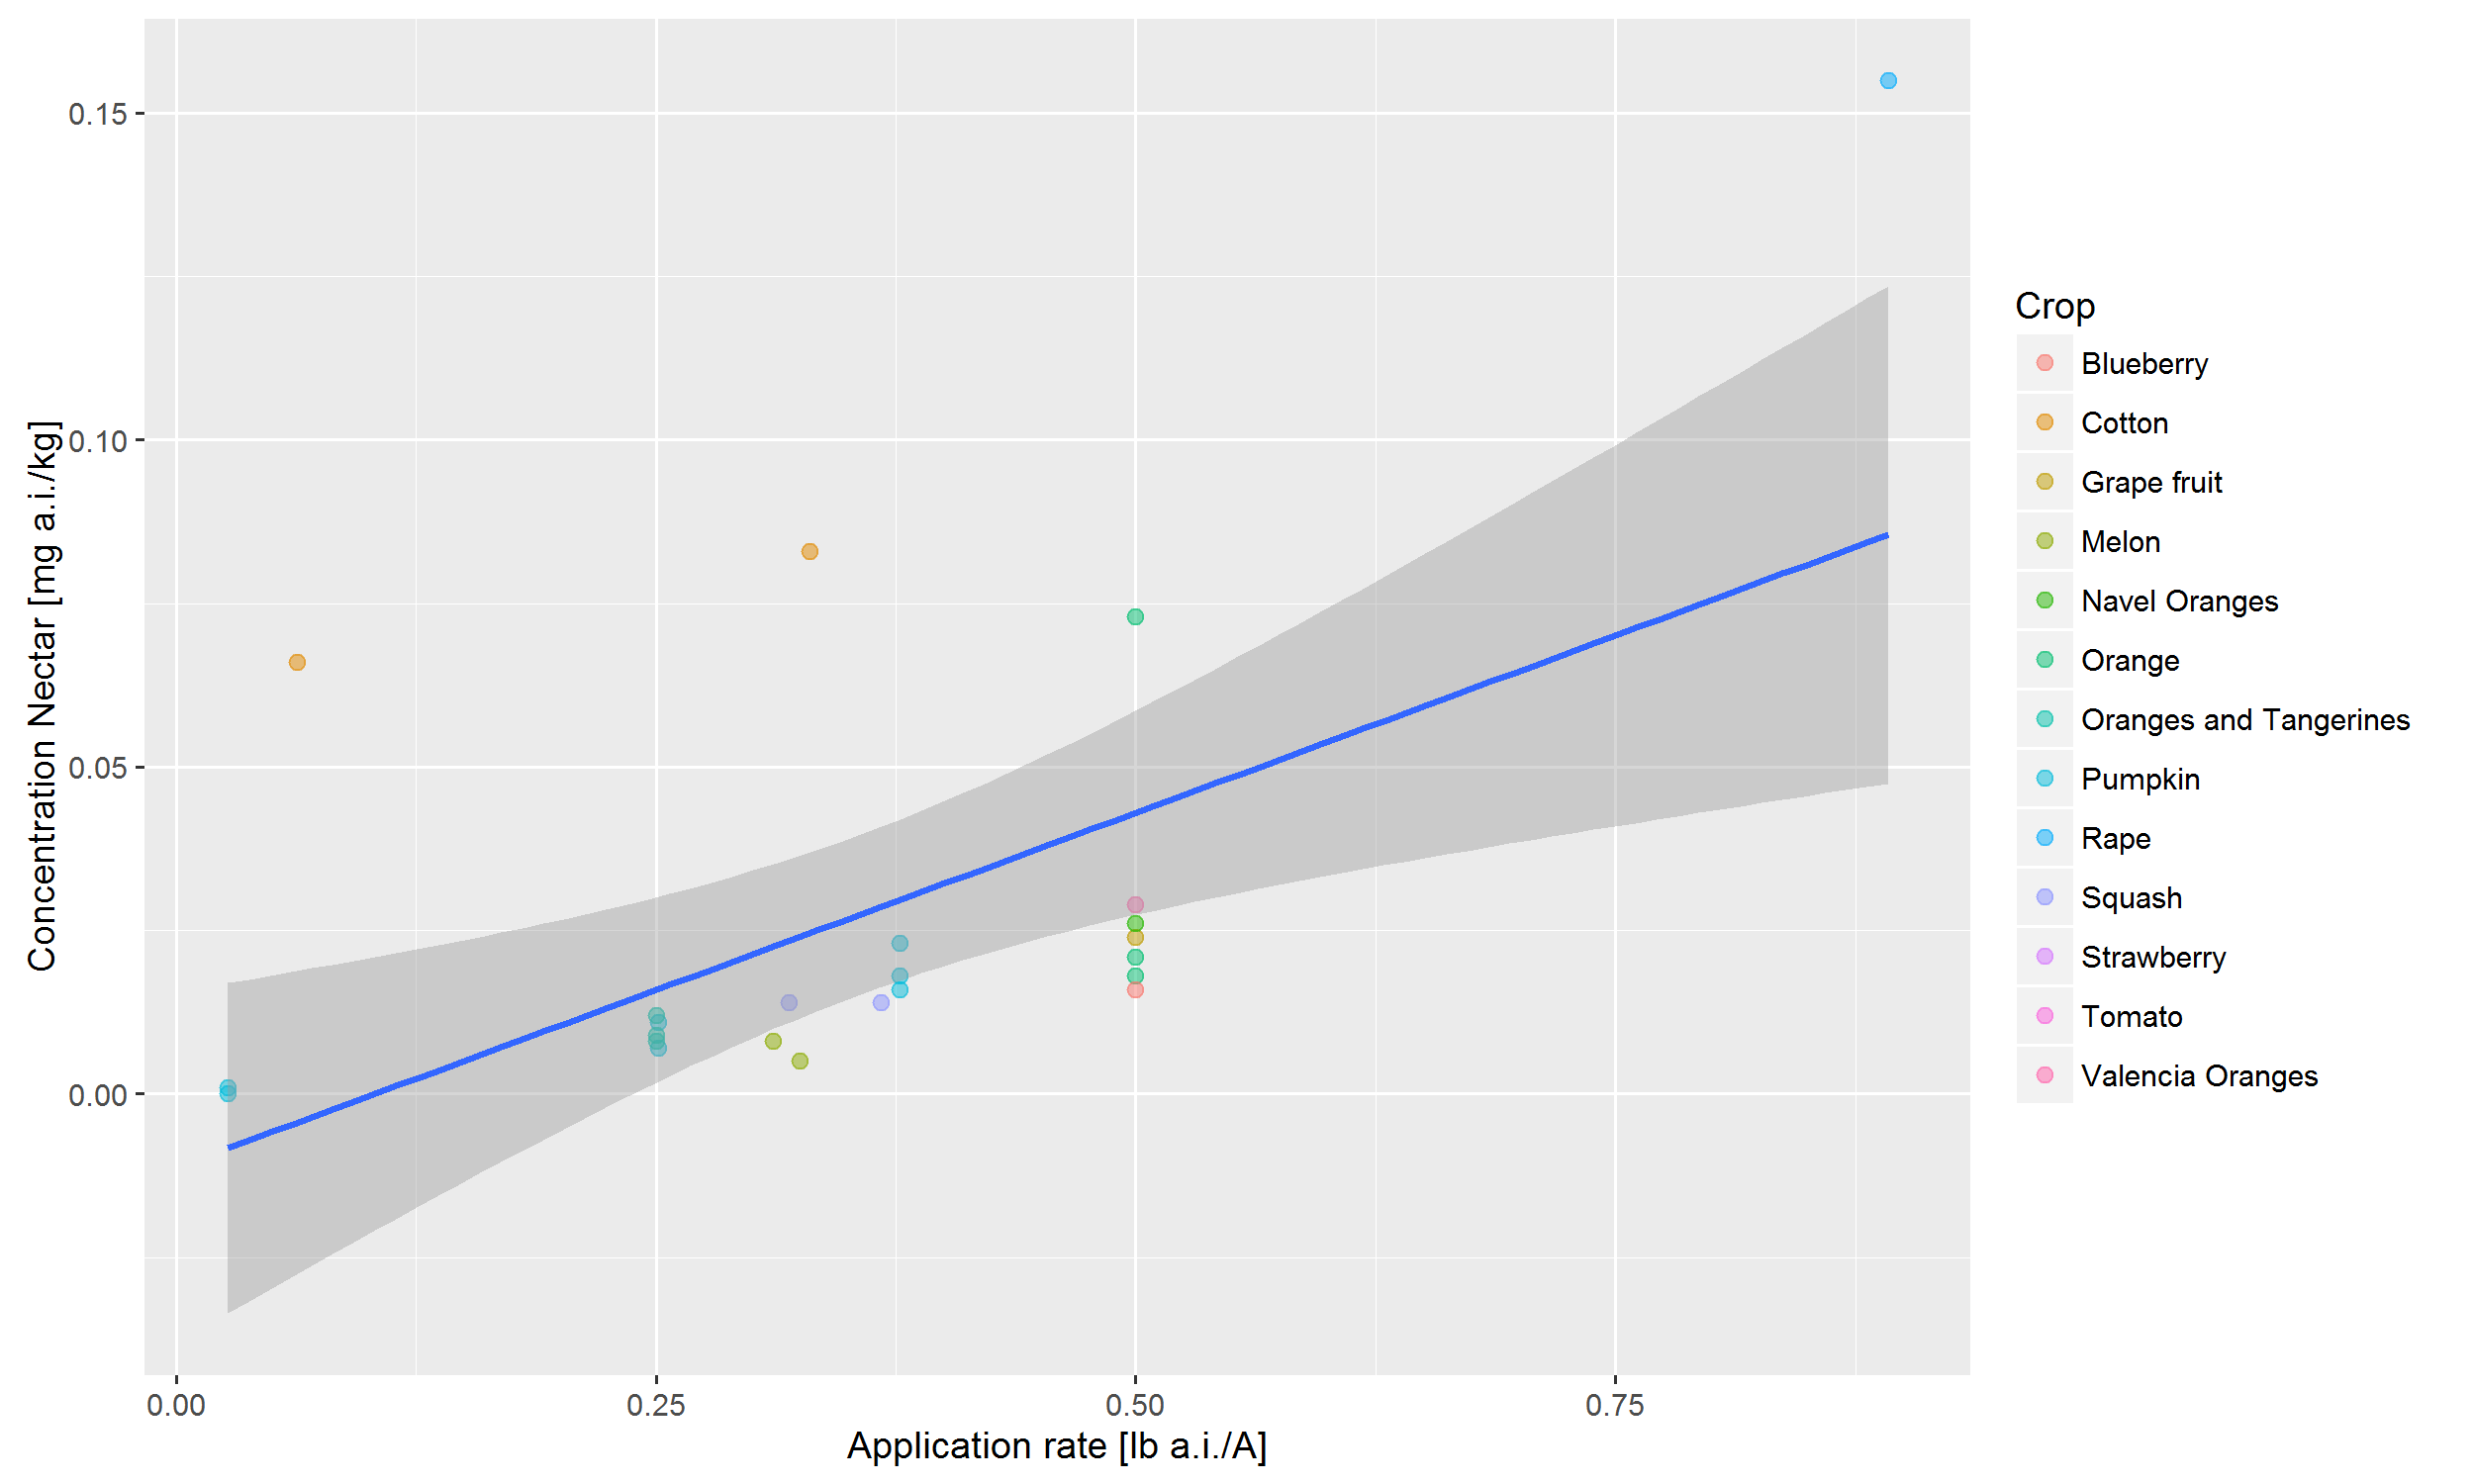 Concentration Nectar [mg a.i./kg]
0.15
0.10
0.05
0.00
0.00 0.25 0.50 0.75
Application rate [lb a.i./A]
Crop
Blueberry
Cotton
Grape fruit
Melon
Navel Oranges
Orange
Oranges and Tangerines
Pumpkin
Rape
Squash
Strawberry
Tomato
Valencia Oranges